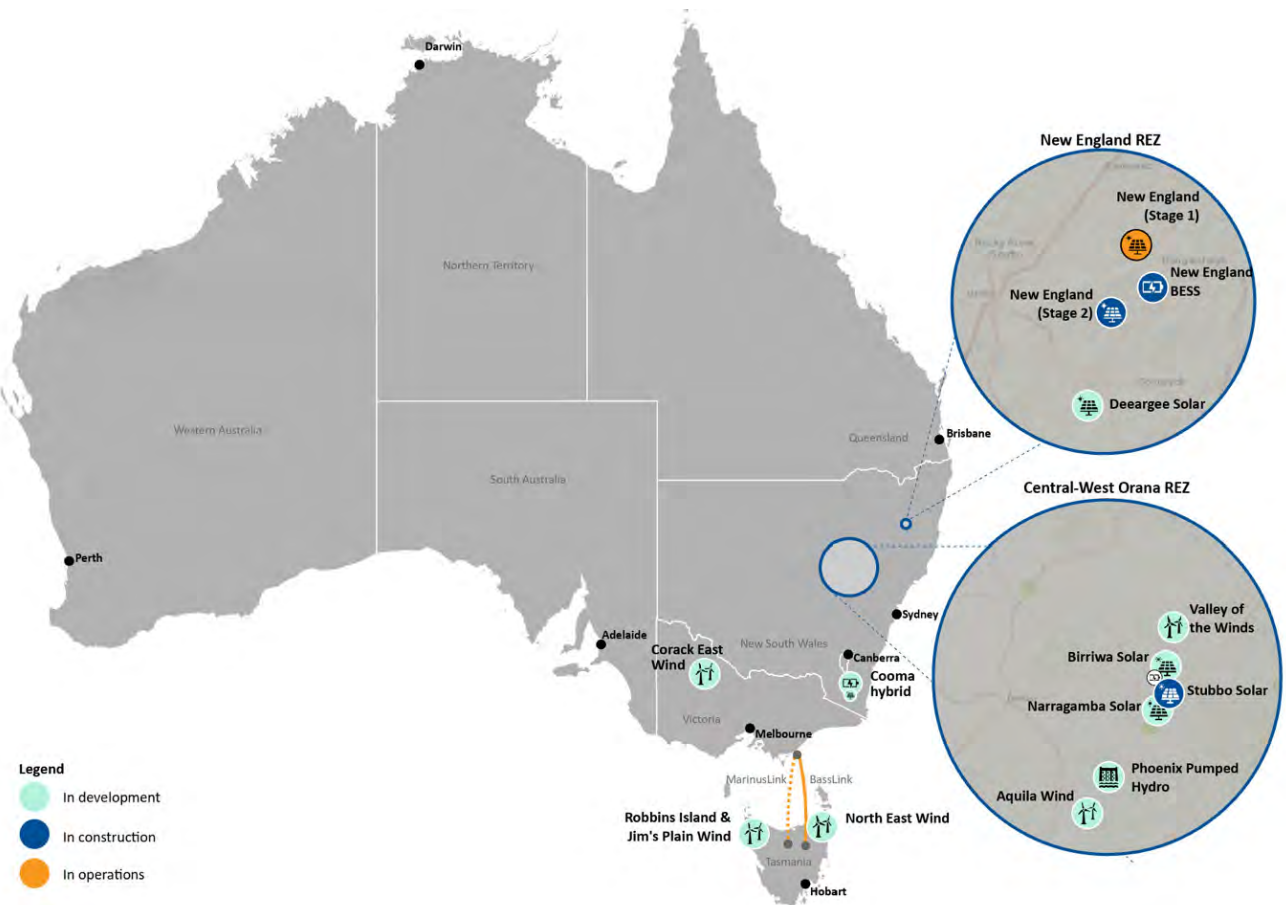 Darwin
Northern Territory
Western Australia
South Australia
Queensland
Brisbane
Perth
Adelaide
Sydney
New South Wales
Canberra
Corack East
Wind
Cooma
hybrid
Victoria
Melbourne
MarinusLink
BassLink
Robbins Island &
Jim's Plain Wind
North East Wind
Tasmania
Hobart
New England REZ
New England
(Stage 1)
New England
BESS
New England
(Stage 2)
Deeargee Solar
Central-West Orana REZ
Valley of
the Winds
Birriwa Solar
Stubbo Solar
Narragamba Solar
Phoenix Pumped
Hydro
Aquila Wind
Legend
In development
In construction
In operations